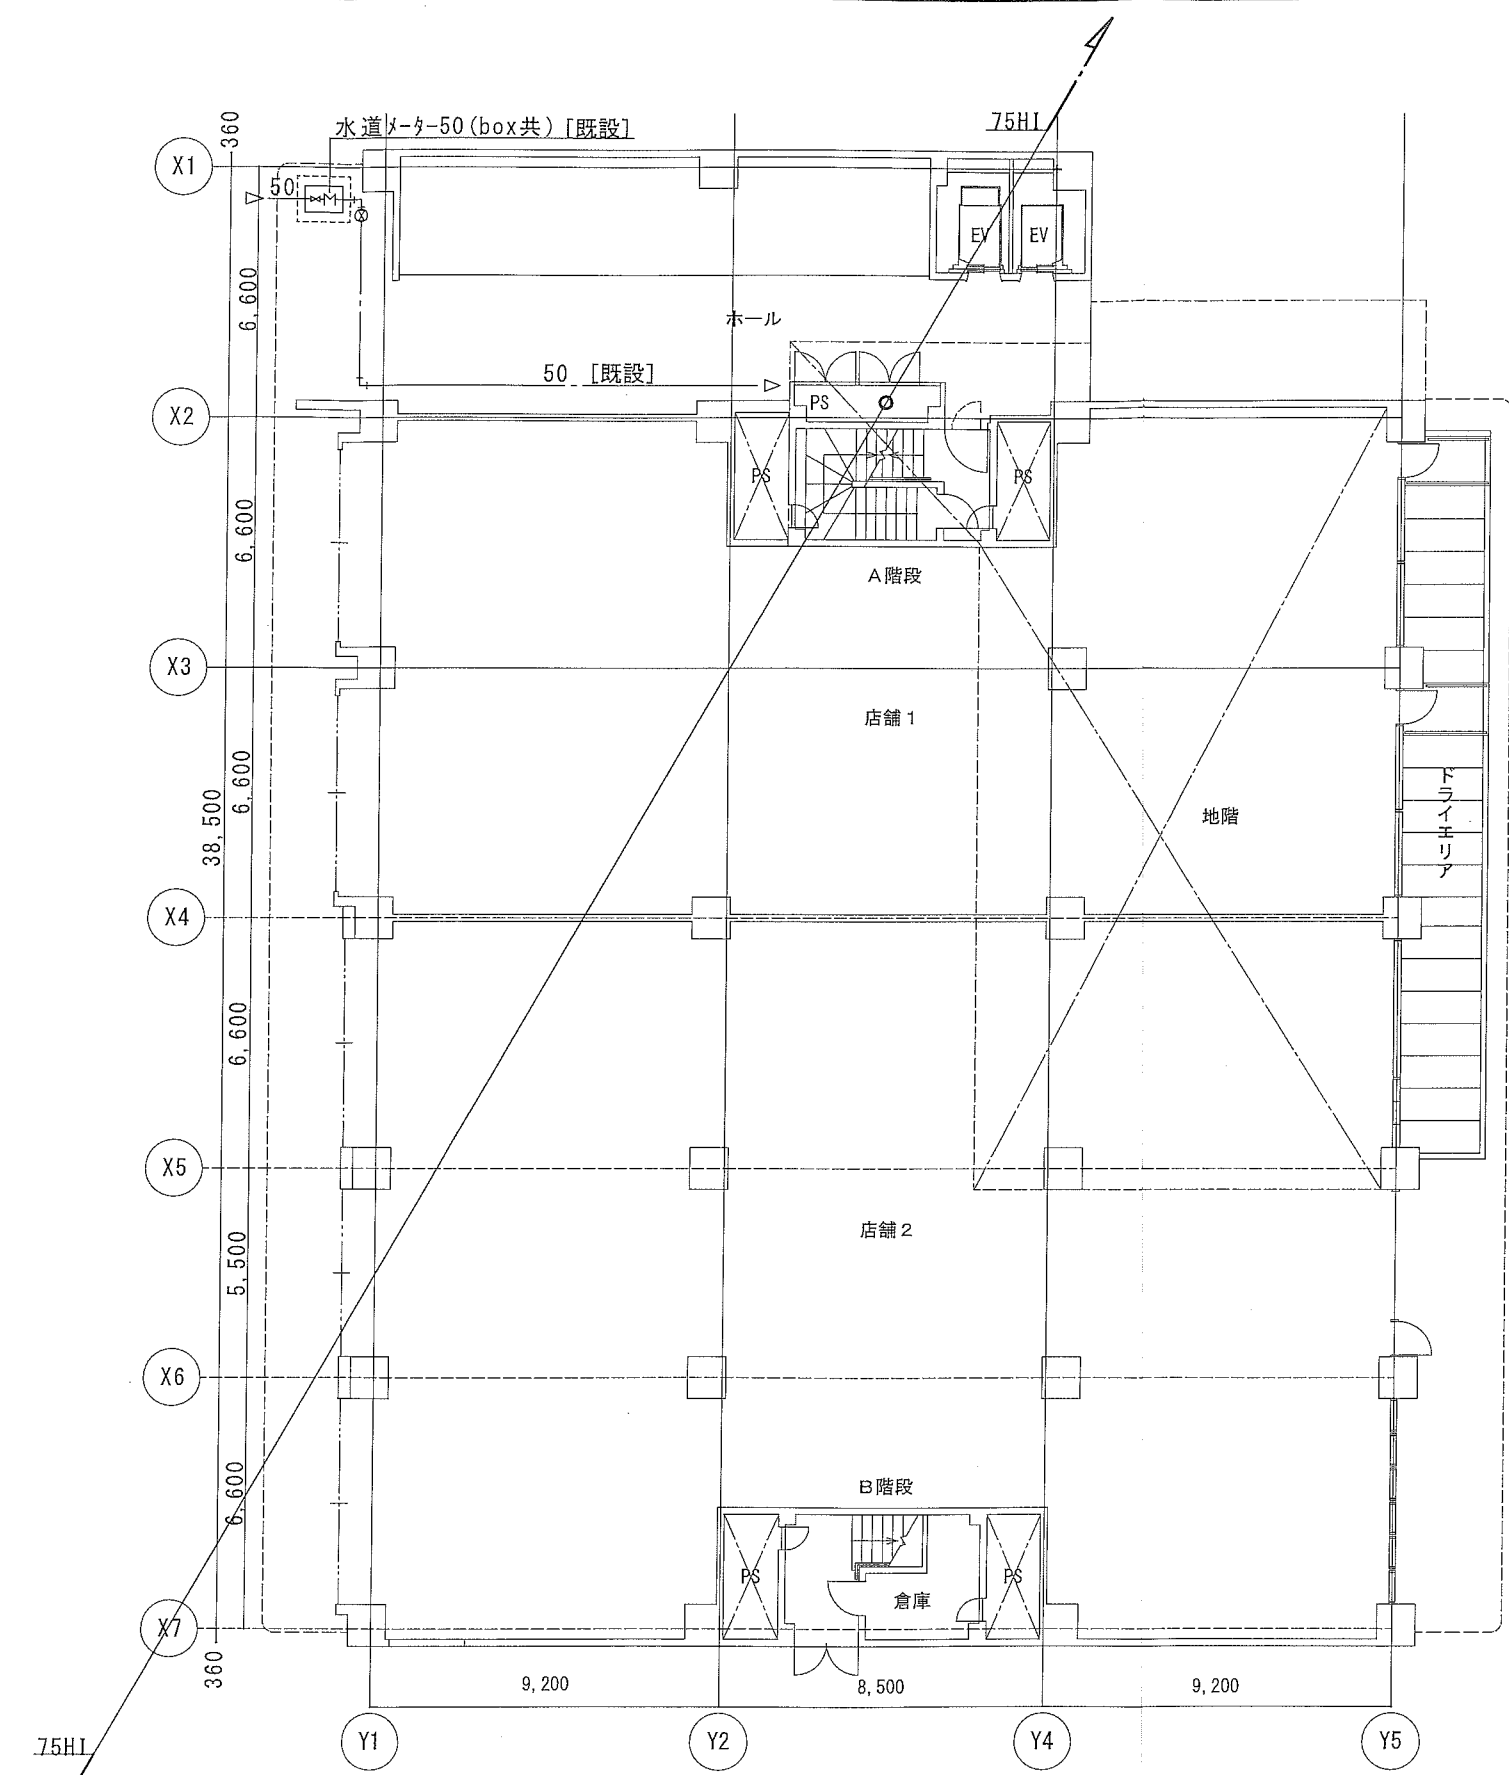 360
水道メーター50(box共) [既設]
75HI
X1
50
EV
EV
6,600
ホール
50 [既設]
PS
X2
PS
PS
6,600
A階段
X3
店舗1
6,600
38,500
ドライエリア
地階
X4
6,600
X5
店舗2
5,500
X6
6,600
B階段
PS
PS
倉庫
X7
360
9,200
8,500
9,200
75HI
Y1
Y2
Y4
Y5